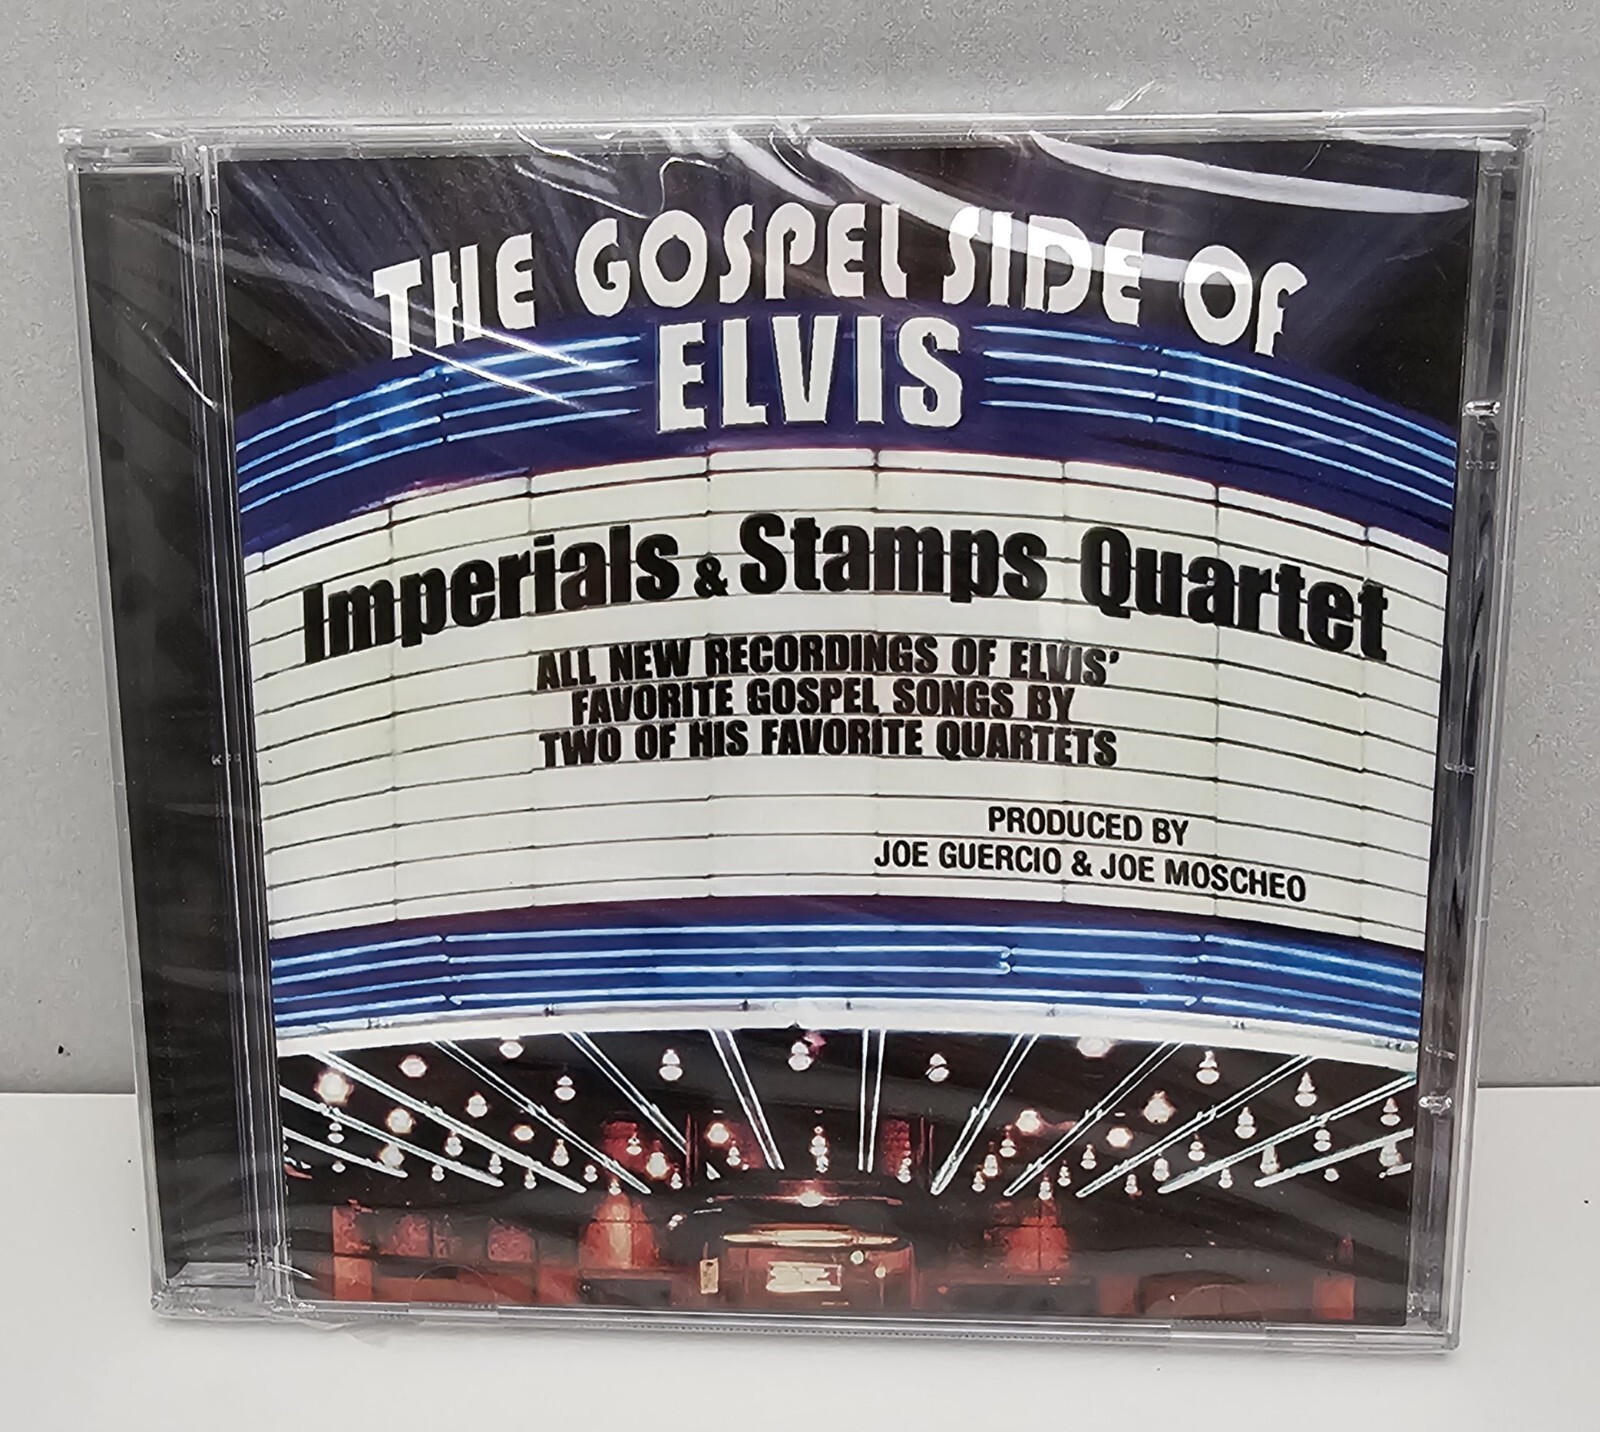 THE GOSPEL SIDE OF
ELVIS
Imperials & Stamps Quartet
ALL NEW RECORDINGS OF ELVIS'
FAVORITE GOSPEL SONGS BY
TWO OF HIS FAVORITE QUARTETS
PRODUCED BY
JOE GUERCIO & JOE MOSCHEO